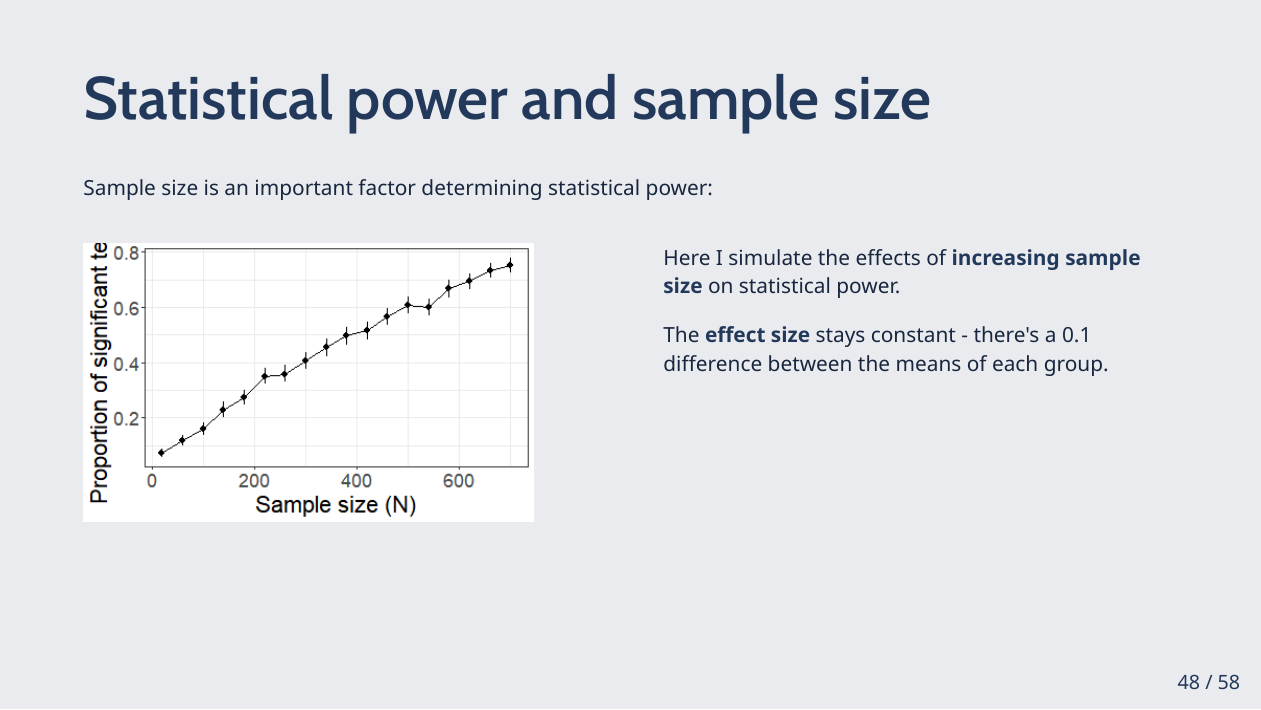 Statistical power and sample size
Sample size is an important factor determining statistical power:
Proportion of significant te
0.8
0.6
0.4
0.2
0 200 400 600
Sample size (N)
Here I simulate the effects of increasing sample
size on statistical power.
The effect size stays constant - there's a 0.1
difference between the means of each group.
48 / 58